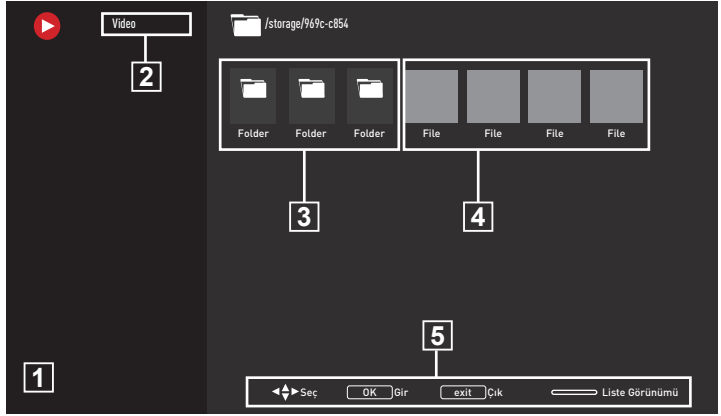 Video
/storage/969c-c854
2
Folder Folder Folder File File File File
3 4
5
1
Seç OK Gir exit Çık Liste Görünümü